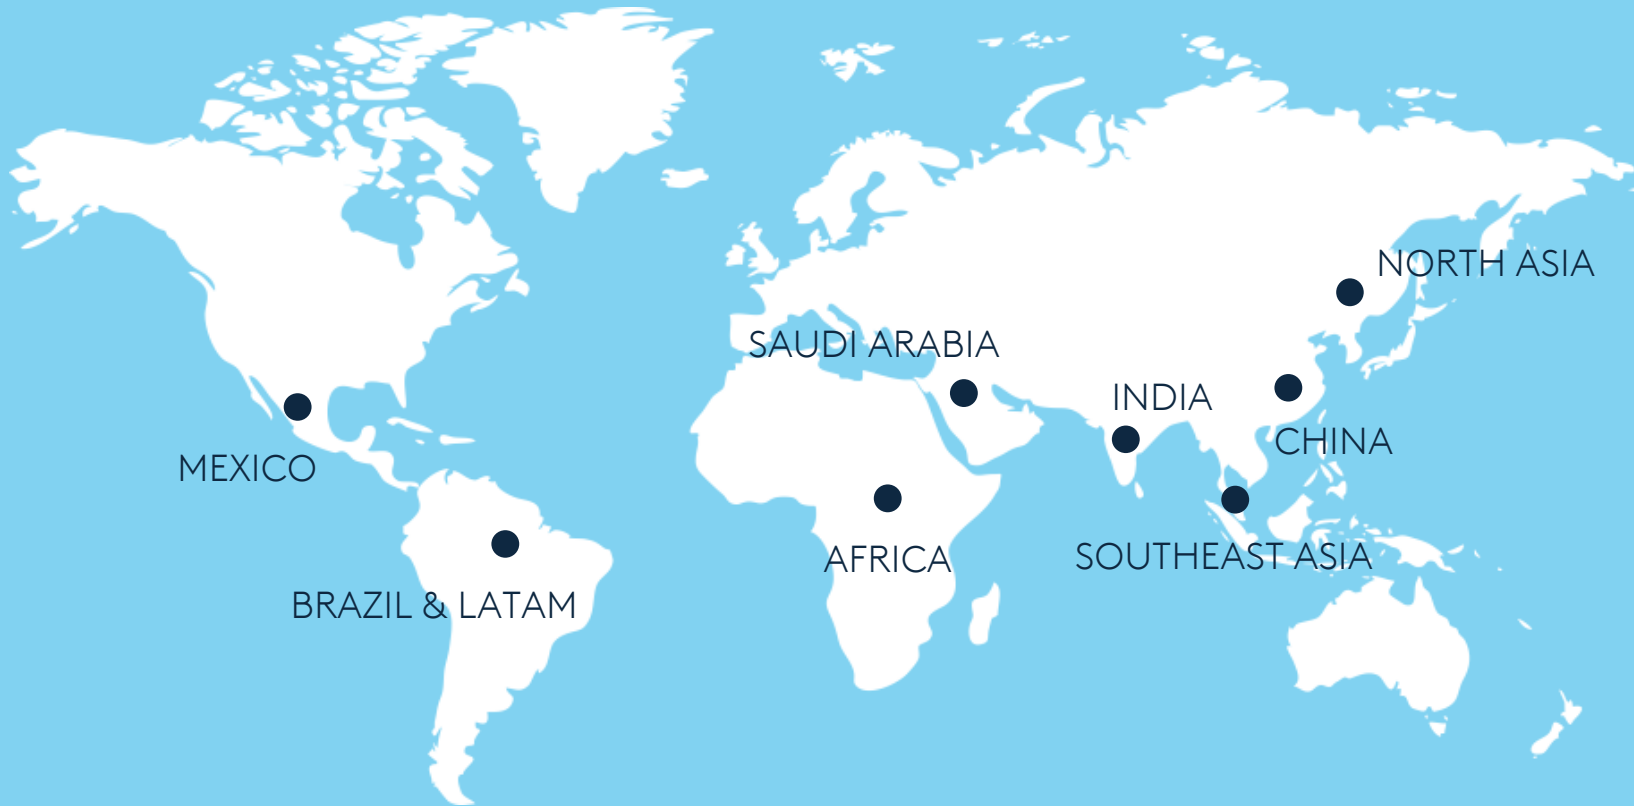 NORTH ASIA
SAUDI ARABIA
INDIA
CHINA
MEXICO
SOUTHEAST ASIA
AFRICA
BRAZIL & LATAM